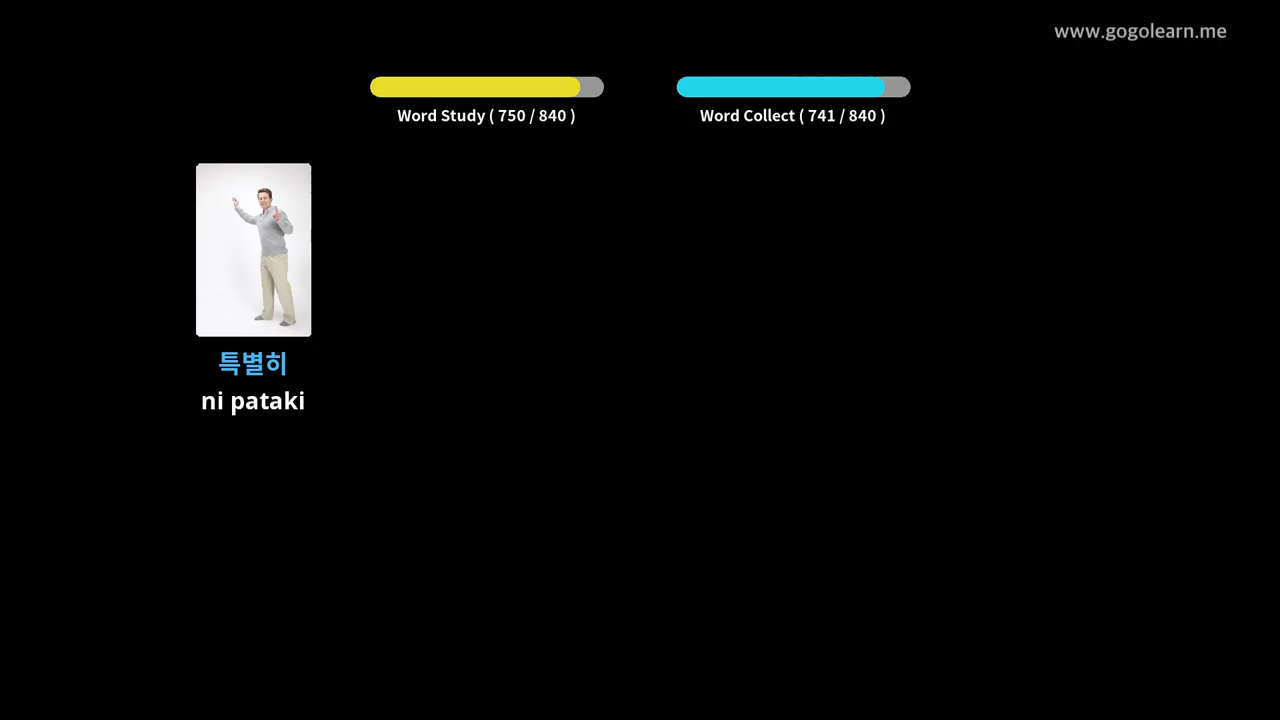 www.gogolearn.me
Word Study ( 750 / 840 )
Word Collect ( 741 / 840 )
특별히
ni pataki